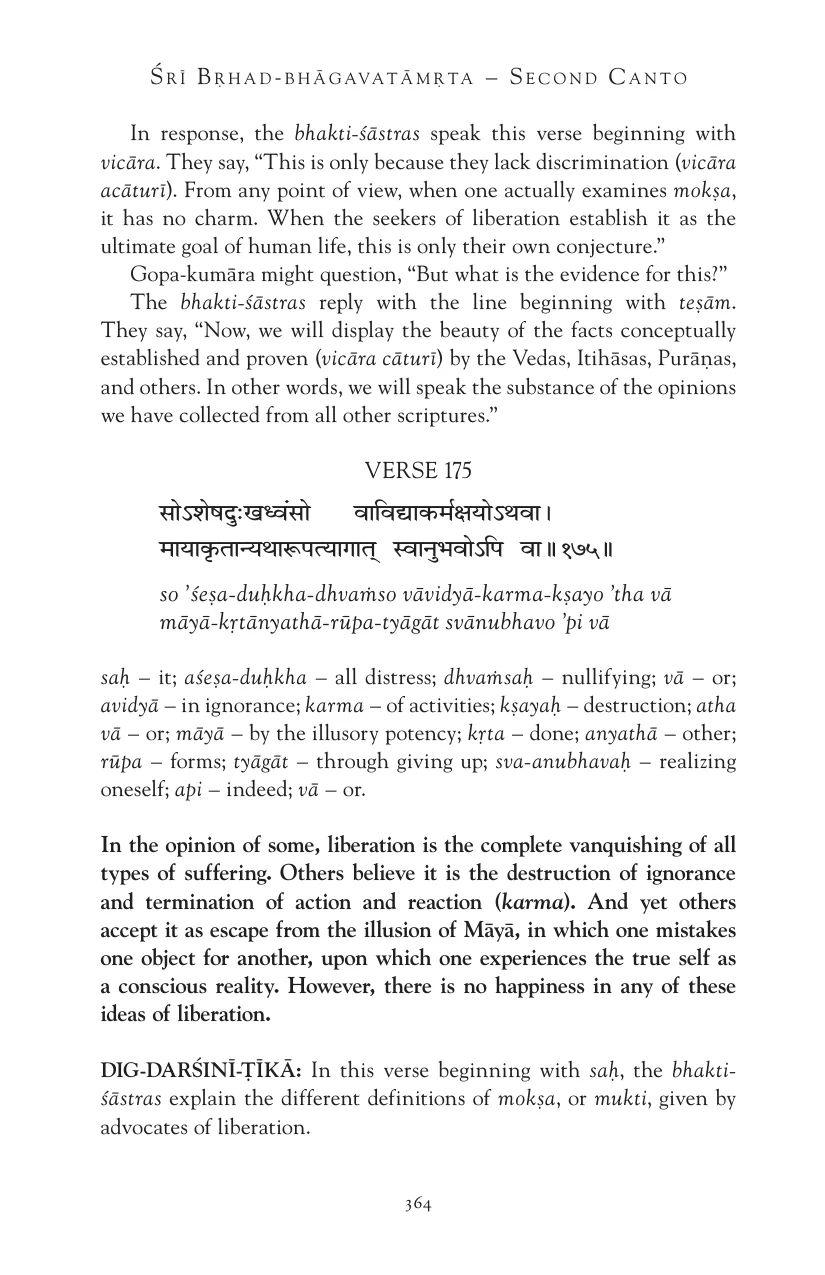 ŚRĪ BṚHAD-BHĀGAVATĀMṚTA – SECOND CANTO
In response, the bhakti-śāstras speak this verse beginning with
vicāra. They say, “This is only because they lack discrimination (vicāra
acāturī). From any point of view, when one actually examines mokṣa,
it has no charm. When the seekers of liberation establish it as the
ultimate goal of human life, this is only their own conjecture.”
Gopa-kumāra might question, “But what is the evidence for this?”
The bhakti-śāstras reply with the line beginning with teṣām.
They say, “Now, we will display the beauty of the facts conceptually
established and proven (vicāra cāturī) by the Vedas, Itihāsas, Purāṇas,
and others. In other words, we will speak the substance of the opinions
we have collected from all other scriptures.”
VERSE 175
सोऽशेषदुःखध्वंसो वाविद्याकर्मक्षयोऽथवा।
मायाकृतान्यथारूपत्यागात् स्वानुभवोऽपि वा॥१७५॥
so ’śeṣa-duḥkha-dhvaṁso vāvidyā-karma-kṣayo ’tha vā
māyā-kṛtānyathā-rūpa-tyāgāt svānubhavo ’pi vā
saḥ – it; aśeṣa-duḥkha – all distress; dhvaṁsaḥ – nullifying; vā – or;
avidyā – in ignorance; karma – of activities; kṣayaḥ – destruction; atha
vā – or; māyā – by the illusory potency; kṛta – done; anyathā – other;
rūpa – forms; tyāgāt – through giving up; sva-anubhavaḥ – realizing
oneself; api – indeed; vā – or.
In the opinion of some, liberation is the complete vanquishing of all
types of suffering. Others believe it is the destruction of ignorance
and termination of action and reaction (karma). And yet others
accept it as escape from the illusion of Māyā, in which one mistakes
one object for another, upon which one experiences the true self as
a conscious reality. However, there is no happiness in any of these
ideas of liberation.
DIG-DARŚINĪ-ṬĪKĀ: In this verse beginning with saḥ, the bhakti-
śāstras explain the different definitions of mokṣa, or mukti, given by
advocates of liberation.
364